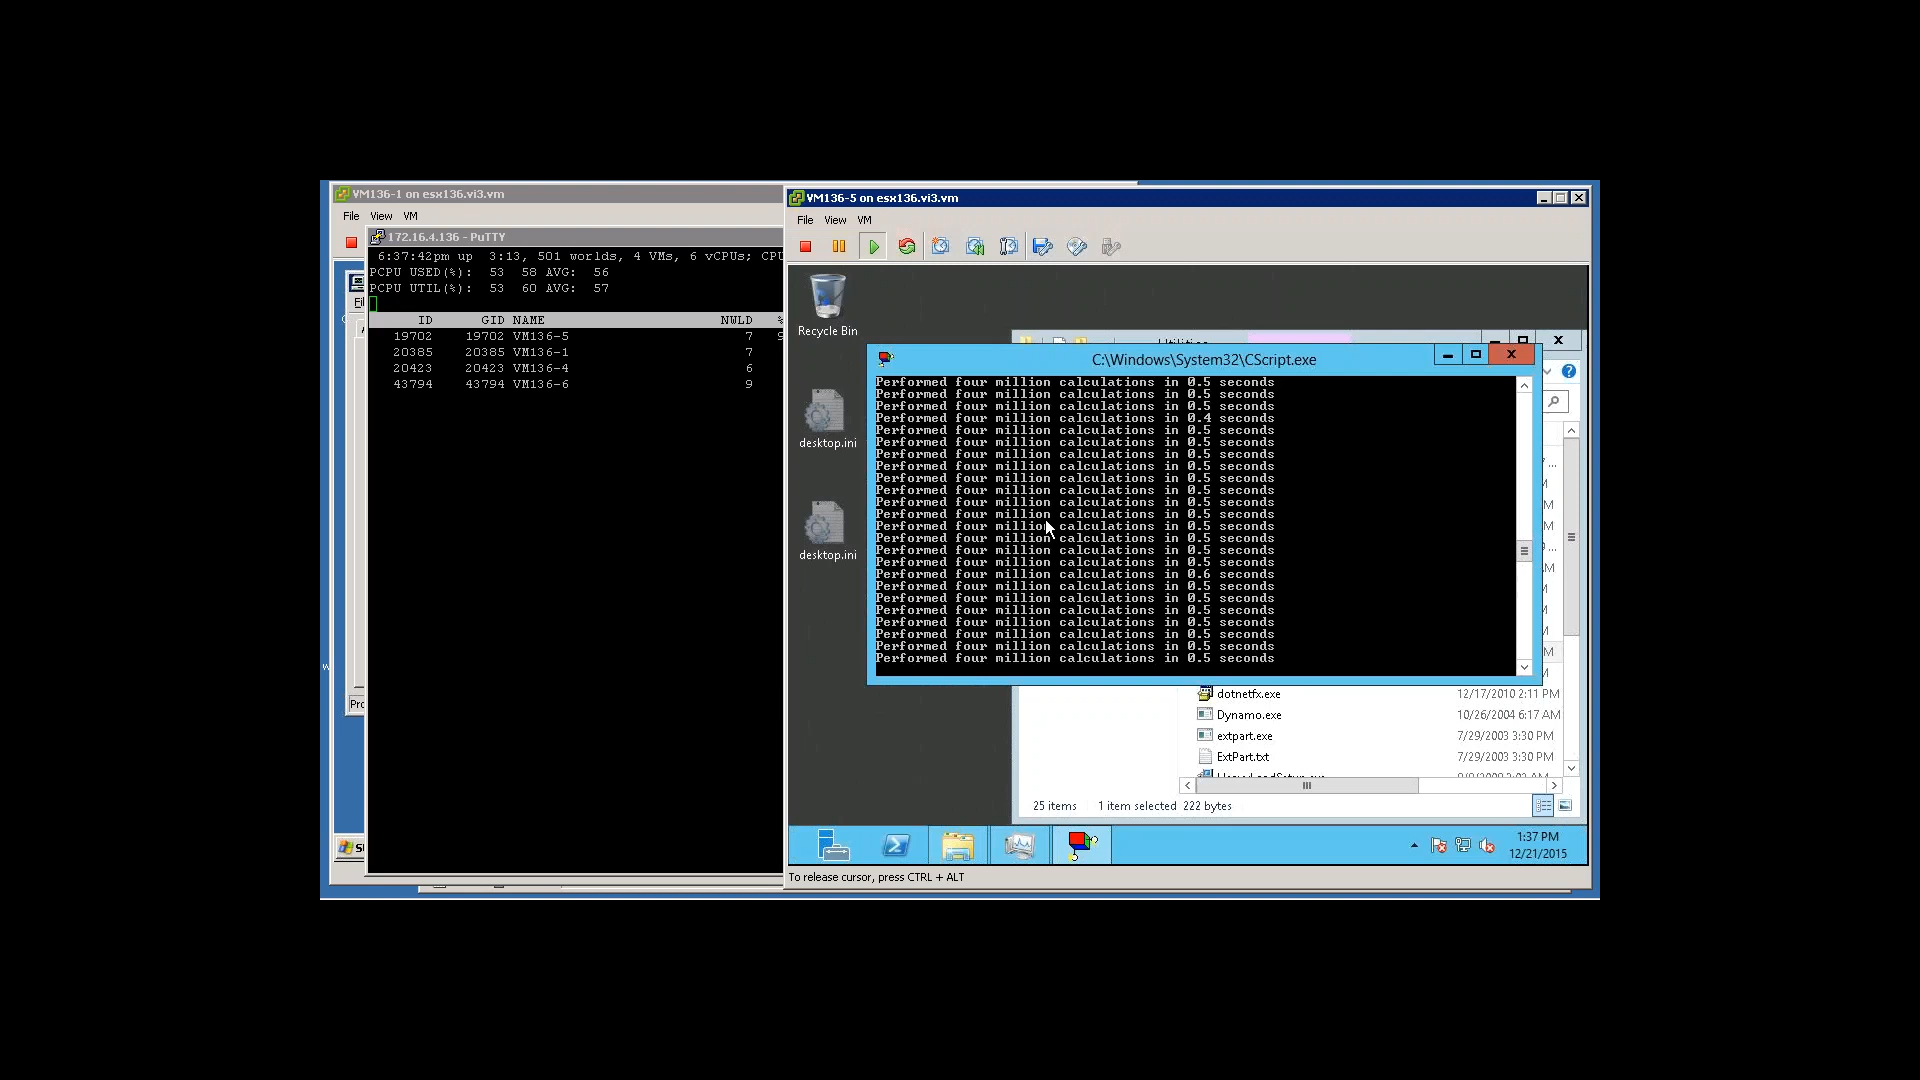 VM136-1 on esx136.vi3.vm
File View VM
172.16.4.136 - PuTTY
6:37:42pm up 3:13, 501 worlds, 4 VMs, 6 vCPUs; CPU
PCPU USED(%): 53 58 AVG: 56
PCPU UTIL(%): 53 60 AVG: 57
ID GID NAME NWLD %
19702 19702 VM136-5 7 9
20385 20385 VM136-1 7
20423 20423 VM136-4 6
43794 43794 VM136-6 9
VM136-5 on esx136.vi3.vm
File View VM
Recycle Bin
desktop.ini
desktop.ini
C:\Windows\System32\CScript.exe
Performed four million calculations in 0.5 seconds
Performed four million calculations in 0.5 seconds
Performed four million calculations in 0.5 seconds
Performed four million calculations in 0.4 seconds
Performed four million calculations in 0.5 seconds
Performed four million calculations in 0.5 seconds
Performed four million calculations in 0.5 seconds
Performed four million calculations in 0.5 seconds
Performed four million calculations in 0.5 seconds
Performed four million calculations in 0.5 seconds
Performed four million calculations in 0.5 seconds
Performed four million calculations in 0.5 seconds
Performed four million calculations in 0.5 seconds
Performed four million calculations in 0.5 seconds
Performed four million calculations in 0.5 seconds
Performed four million calculations in 0.5 seconds
Performed four million calculations in 0.6 seconds
Performed four million calculations in 0.5 seconds
Performed four million calculations in 0.5 seconds
Performed four million calculations in 0.5 seconds
Performed four million calculations in 0.5 seconds
Performed four million calculations in 0.5 seconds
Performed four million calculations in 0.5 seconds
Performed four million calculations in 0.5 seconds
dotnetfx.exe 12/17/2010 2:11 PM
Dynamo.exe 10/26/2004 6:17 AM
extpart.exe 7/29/2003 3:30 PM
ExtPart.txt 7/29/2003 3:30 PM
25 items 1 item selected 222 bytes
1:37 PM
12/21/2015
To release cursor, press CTRL + ALT